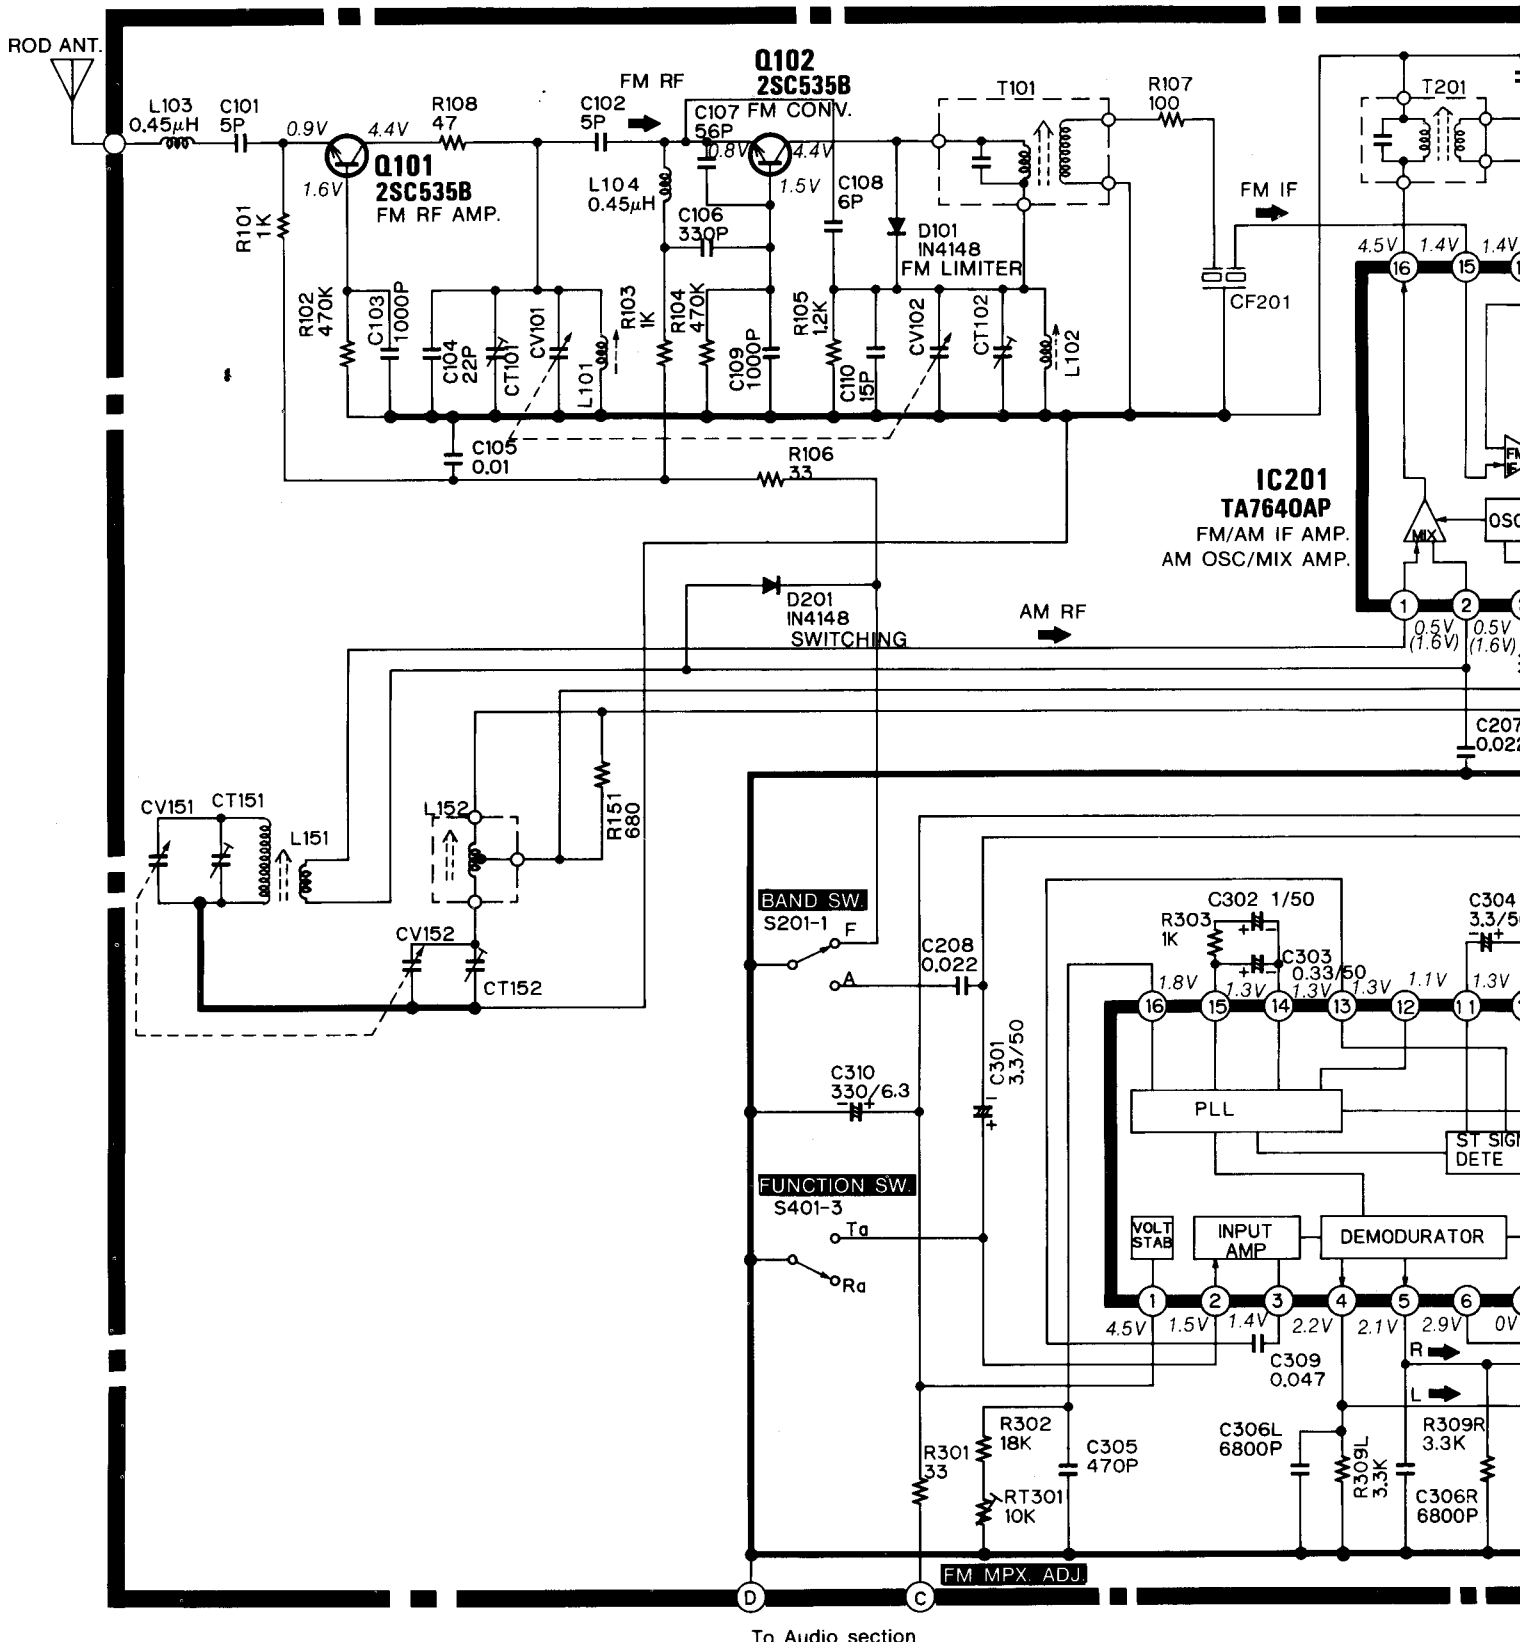 ROD ANT.
L103
0.45μH
C101
5P
0.9V
4.4V
R108
47
Q101
2SC535B
FM RF AMP.
1.6V
R101
1K
C102
5P
FM RF
Q102
2SC535B
FM CONV.
C107
56P
0.8V
4.4V
1.5V
L104
0.45μH
C106
330P
C108
6P
D101
IN4148
FM LIMITER
T101
R107
100
FM IF
CF201
T201
4.5V
1.4V
1.4V
16
15
R102
470K
C103
1000P
C104
22P
CT101
CV101
L101
R103
1K
R104
470K
C109
1000P
R105
1.2K
C110
15P
CV102
CT102
L102
C105
0.01
R106
33
IC201
TA7640AP
FM/AM IF AMP.
AM OSC/MIX AMP.
MIX
OSC
FM
IF
1
2
0.5V
(1.6V)
0.5V
(1.6V)
D201
IN4148
SWITCHING
AM RF
C207
0.022
CV151
CT151
L151
L152
R151
680
CV152
CT152
BAND SW.
S201-1
F
A
C208
0.022
C301
3.3/50
C310
330/6.3
FUNCTION SW.
S401-3
Ta
Ra
R303
1K
C302 1/50
C303
0.33/50
C304
3.3/50
1.8V
1.3V
1.3V
1.3V
1.1V
1.3V
16
15
14
13
12
11
PLL
ST SIGN
DETE
VOLT
STAB
INPUT
AMP
DEMODURATOR
1
2
3
4
5
6
4.5V
1.5V
1.4V
2.2V
2.1V
2.9V
0V
C309
0.047
R
L
R301
33
R302
18K
RT301
10K
C305
470P
C306L
6800P
R309L
3.3K
R309R
3.3K
C306R
6800P
FM MPX. ADJ.
D
C
To Audio section